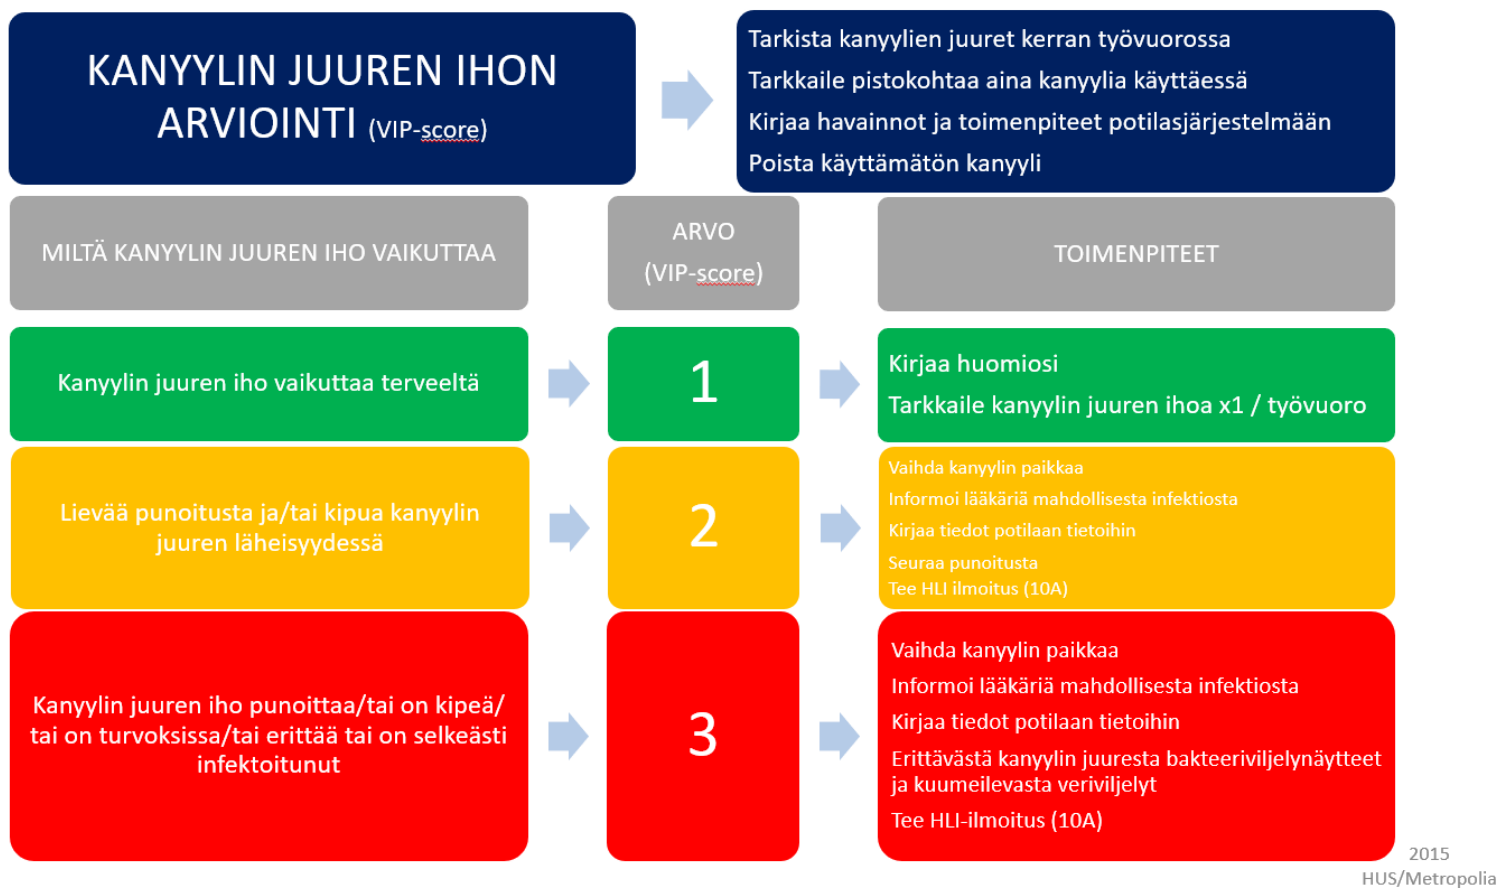 KANYYLIN JUUREN IHON
ARVIOINTI (VIP-score)
Tarkista kanyylien juuret kerran työvuorossa
Tarkkaile pistokohtaa aina kanyylia käyttäessä
Kirjaa havainnot ja toimenpiteet potilasjärjestelmään
Poista käyttämätön kanyyli
MILTÄ KANYYLIN JUUREN IHO VAIKUTTAA
ARVO
(VIP-score)
TOIMENPITEET
Kanyylin juuren iho vaikuttaa terveeltä
1
Kirjaa huomiosi
Tarkkaile kanyylin juuren ihoa x1 / työvuoro
Lievää punoitusta ja/tai kipua kanyylin
juuren läheisyydessä
2
Vaihda kanyylin paikkaa
Informoi lääkäriä mahdollisesta infektiosta
Kirjaa tiedot potilaan tietoihin
Seuraa punoitusta
Tee HLI ilmoitus (10A)
Kanyylin juuren iho punoittaa/tai on kipeä/
tai on turvoksissa/tai erittää tai on selkeästi
infektoitunut
3
Vaihda kanyylin paikkaa
Informoi lääkäriä mahdollisesta infektiosta
Kirjaa tiedot potilaan tietoihin
Erittävästä kanyylin juuresta bakteeriviljelynäytteet
ja kuumeilevasta veriviljelyt
Tee HLI-ilmoitus (10A)
2015
HUS/Metropolia